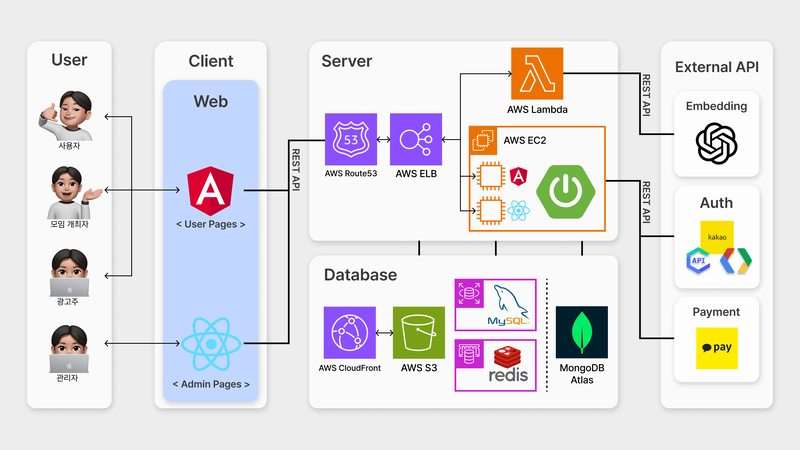 User
사용자
모임 개최자
광고주
관리자
Client
Web
< User Pages >
< Admin Pages >
REST API
Server
53
AWS Route53
AWS ELB
AWS Lambda
AWS EC2
REST API
REST API
Database
AWS CloudFront
AWS S3
MySQL
redis
MongoDB
Atlas
External API
Embedding
Auth
kakao
API
Payment
pay